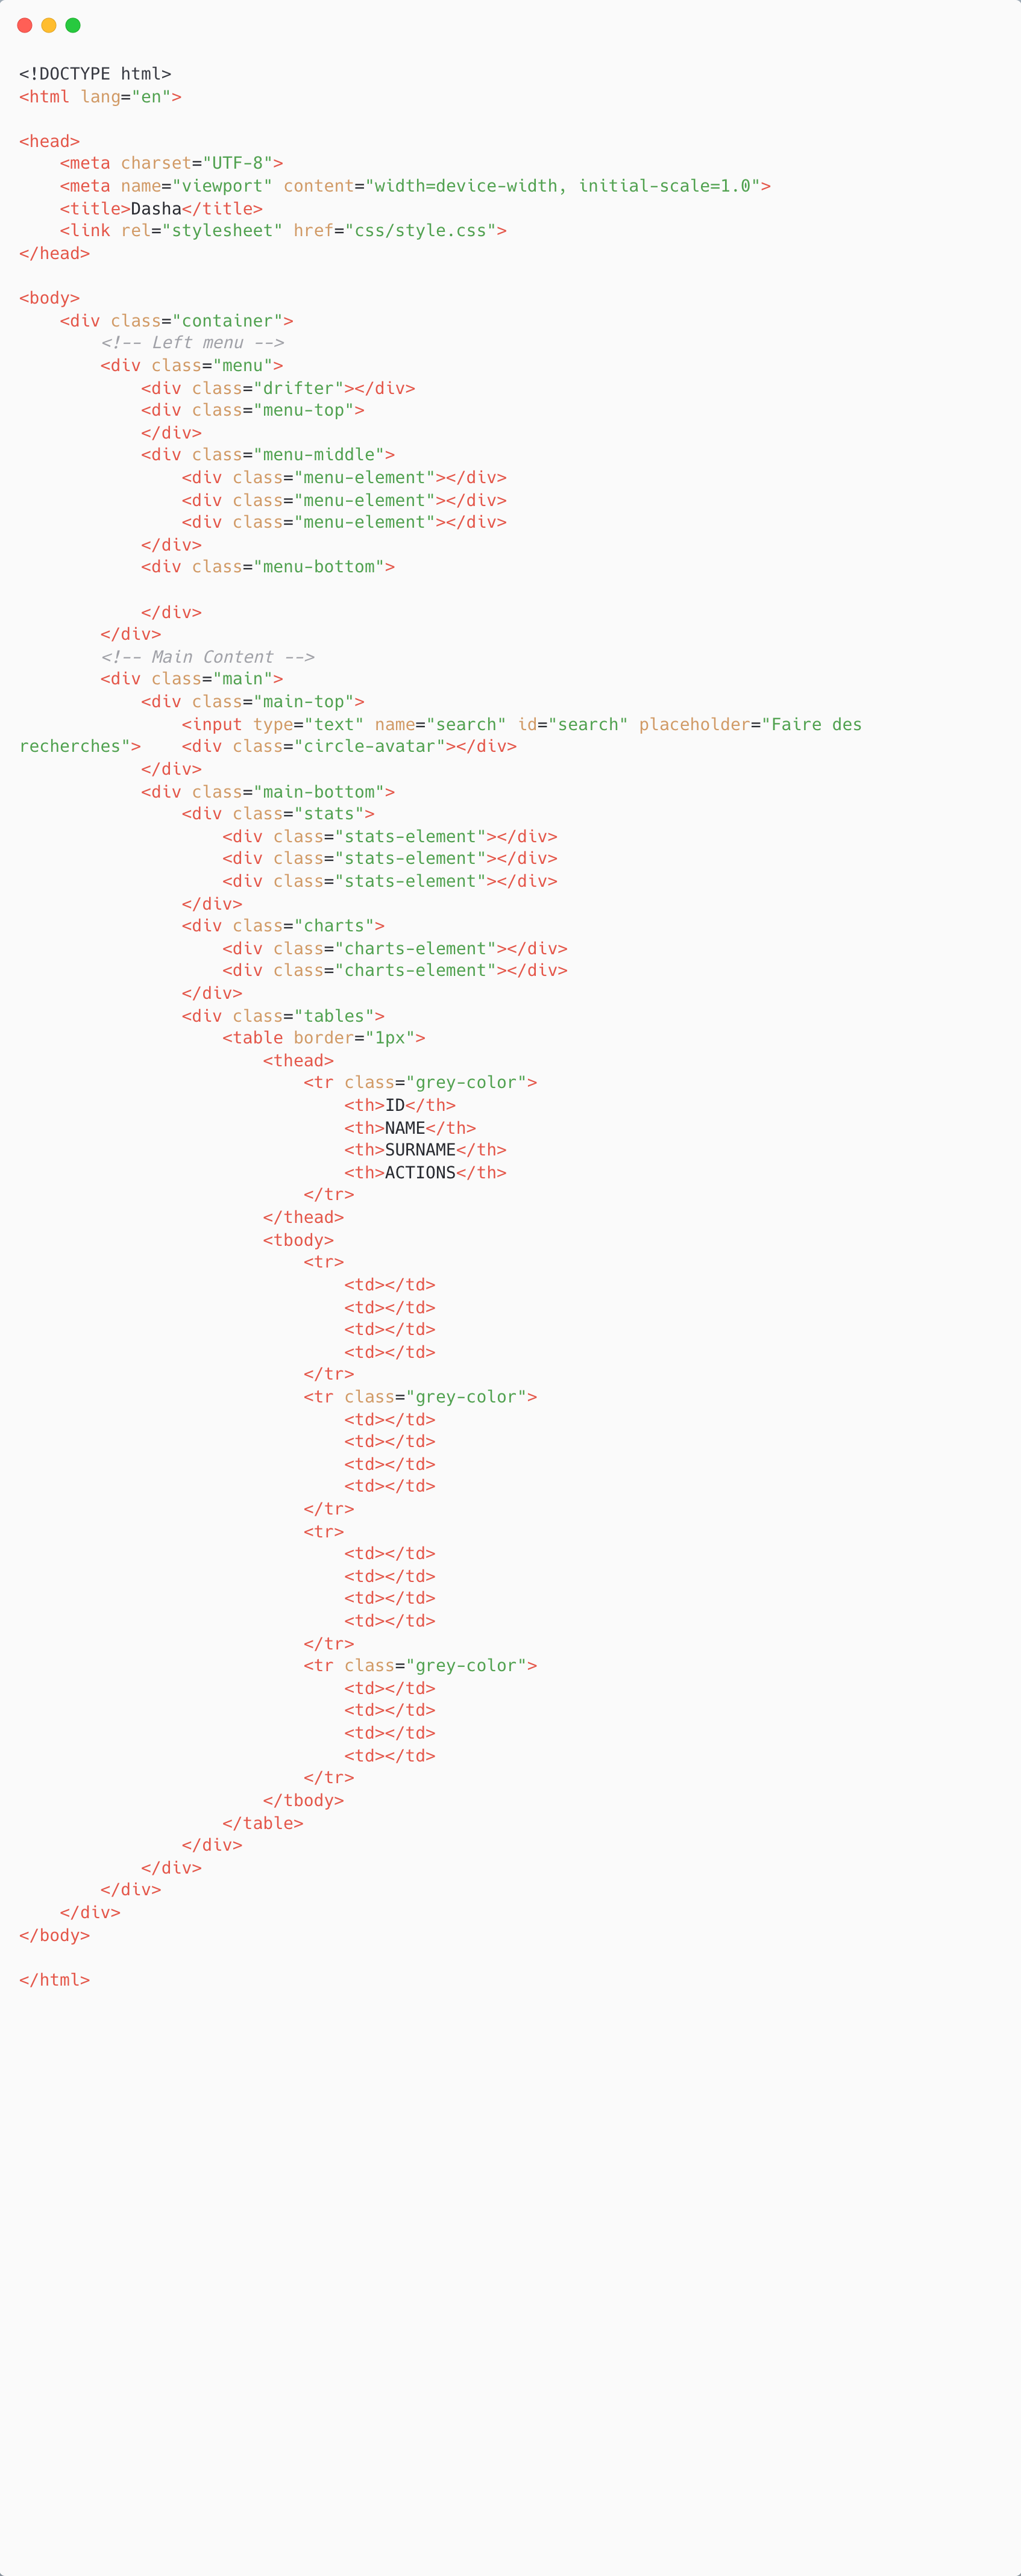 <!DOCTYPE html>
<html lang="en">

<head>
    <meta charset="UTF-8">
    <meta name="viewport" content="width=device-width, initial-scale=1.0">
    <title>Dasha</title>
    <link rel="stylesheet" href="css/style.css">
</head>

<body>
    <div class="container">
        <!-- Left menu -->
        <div class="menu">
            <div class="drifter"></div>
            <div class="menu-top">
            </div>
            <div class="menu-middle">
                <div class="menu-element"></div>
                <div class="menu-element"></div>
                <div class="menu-element"></div>
            </div>
            <div class="menu-bottom">

            </div>
        </div>
        <!-- Main Content -->
        <div class="main">
            <div class="main-top">
                <input type="text" name="search" id="search" placeholder="Faire des
recherches">    <div class="circle-avatar"></div>
            </div>
            <div class="main-bottom">
                <div class="stats">
                    <div class="stats-element"></div>
                    <div class="stats-element"></div>
                    <div class="stats-element"></div>
                </div>
                <div class="charts">
                    <div class="charts-element"></div>
                    <div class="charts-element"></div>
                </div>
                <div class="tables">
                    <table border="1px">
                        <thead>
                            <tr class="grey-color">
                                <th>ID</th>
                                <th>NAME</th>
                                <th>SURNAME</th>
                                <th>ACTIONS</th>
                            </tr>
                        </thead>
                        <tbody>
                            <tr>
                                <td></td>
                                <td></td>
                                <td></td>
                                <td></td>
                            </tr>
                            <tr class="grey-color">
                                <td></td>
                                <td></td>
                                <td></td>
                                <td></td>
                            </tr>
                            <tr>
                                <td></td>
                                <td></td>
                                <td></td>
                                <td></td>
                            </tr>
                            <tr class="grey-color">
                                <td></td>
                                <td></td>
                                <td></td>
                                <td></td>
                            </tr>
                        </tbody>
                    </table>
                </div>
            </div>
        </div>
    </div>
</body>

</html>